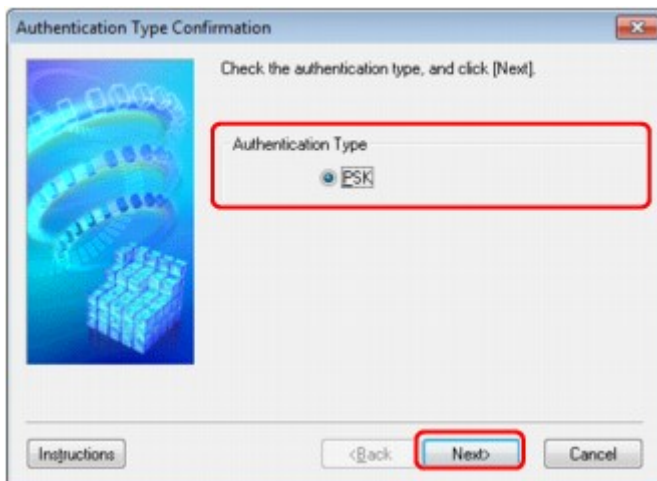 Authentication Type Confirmation
Check the authentication type, and click [Next].
Authentication Type
PSK
Instructions
<Back
Next>
Cancel